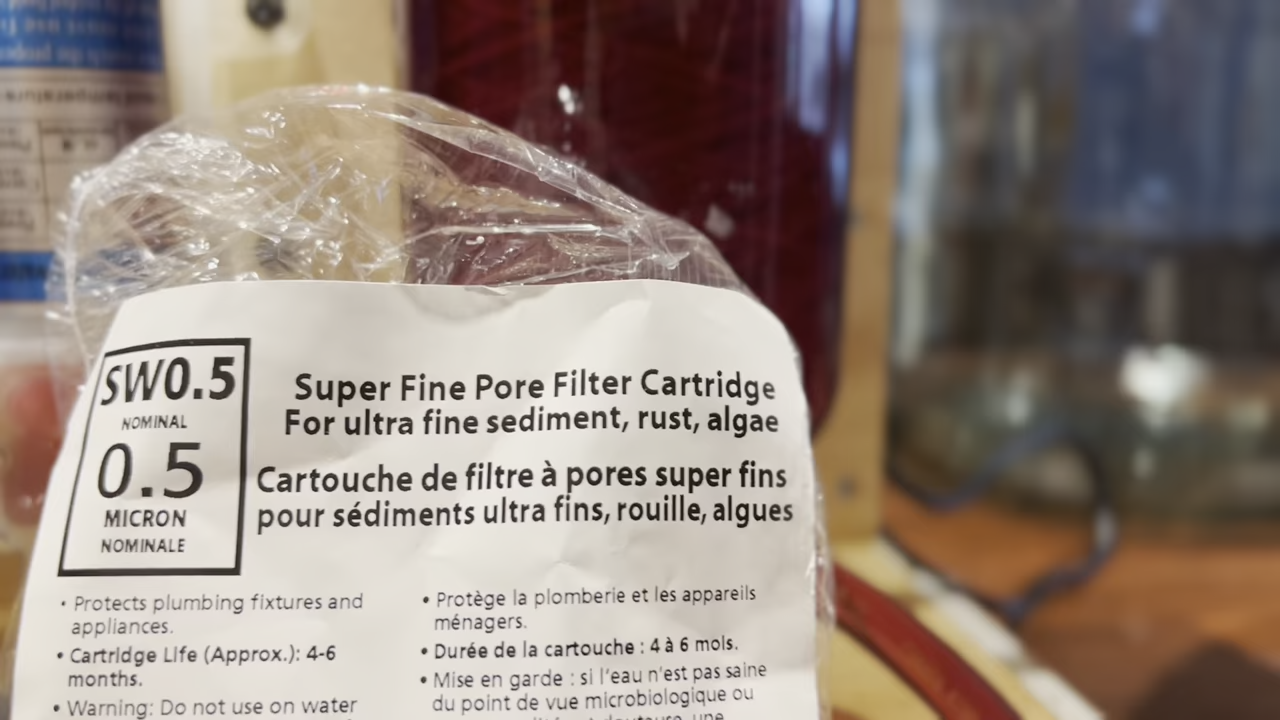 SW0.5
NOMINAL
0.5
MICRON
NOMINALE
Super Fine Pore Filter Cartridge
For ultra fine sediment, rust, algae
Cartouche de filtre à pores super fins
pour sédiments ultra fins, rouille, algues
• Protects plumbing fixtures and
appliances.
• Cartridge Life (Approx.): 4-6
months.
• Warning: Do not use on water
• Protège la plomberie et les appareils
ménagers.
• Durée de la cartouche : 4 à 6 mois.
• Mise en garde : si l'eau n'est pas saine
du point de vue microbiologique ou
une